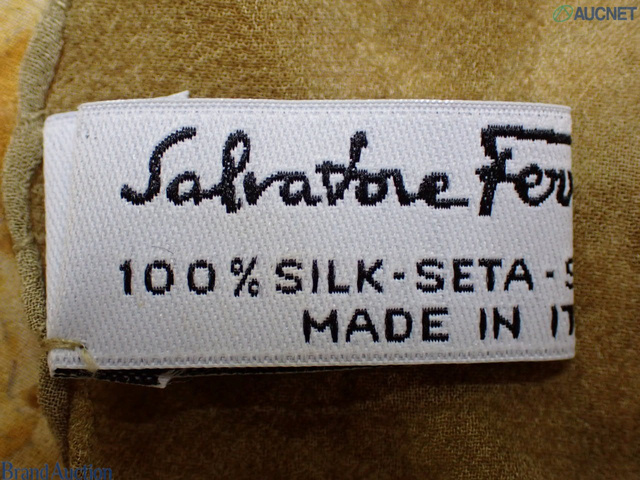 AUCNET
Salvatore Fer
100% SILK-SETA-S
MADE IN IT
Brand Auction